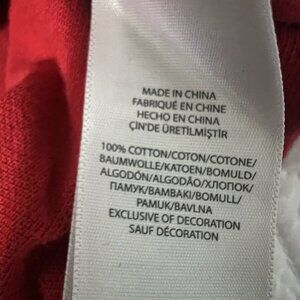 MADE IN CHINA
FABRIQUÉ EN CHINE
HECHO EN CHINA
ÇIN'DE ÜRETİLMİŞTİR
100% COTTON/COTON/COTONE/
BAUMWOLLE/KATOEN/BOMULD/
ALGODÓN/ALGODÃO/ХЛОПОК/
ПАМУК/BAMBAKI/BOMULL/
PAMUK/BAVLNA
EXCLUSIVE OF DECORATION
SAUF DÉCORATION